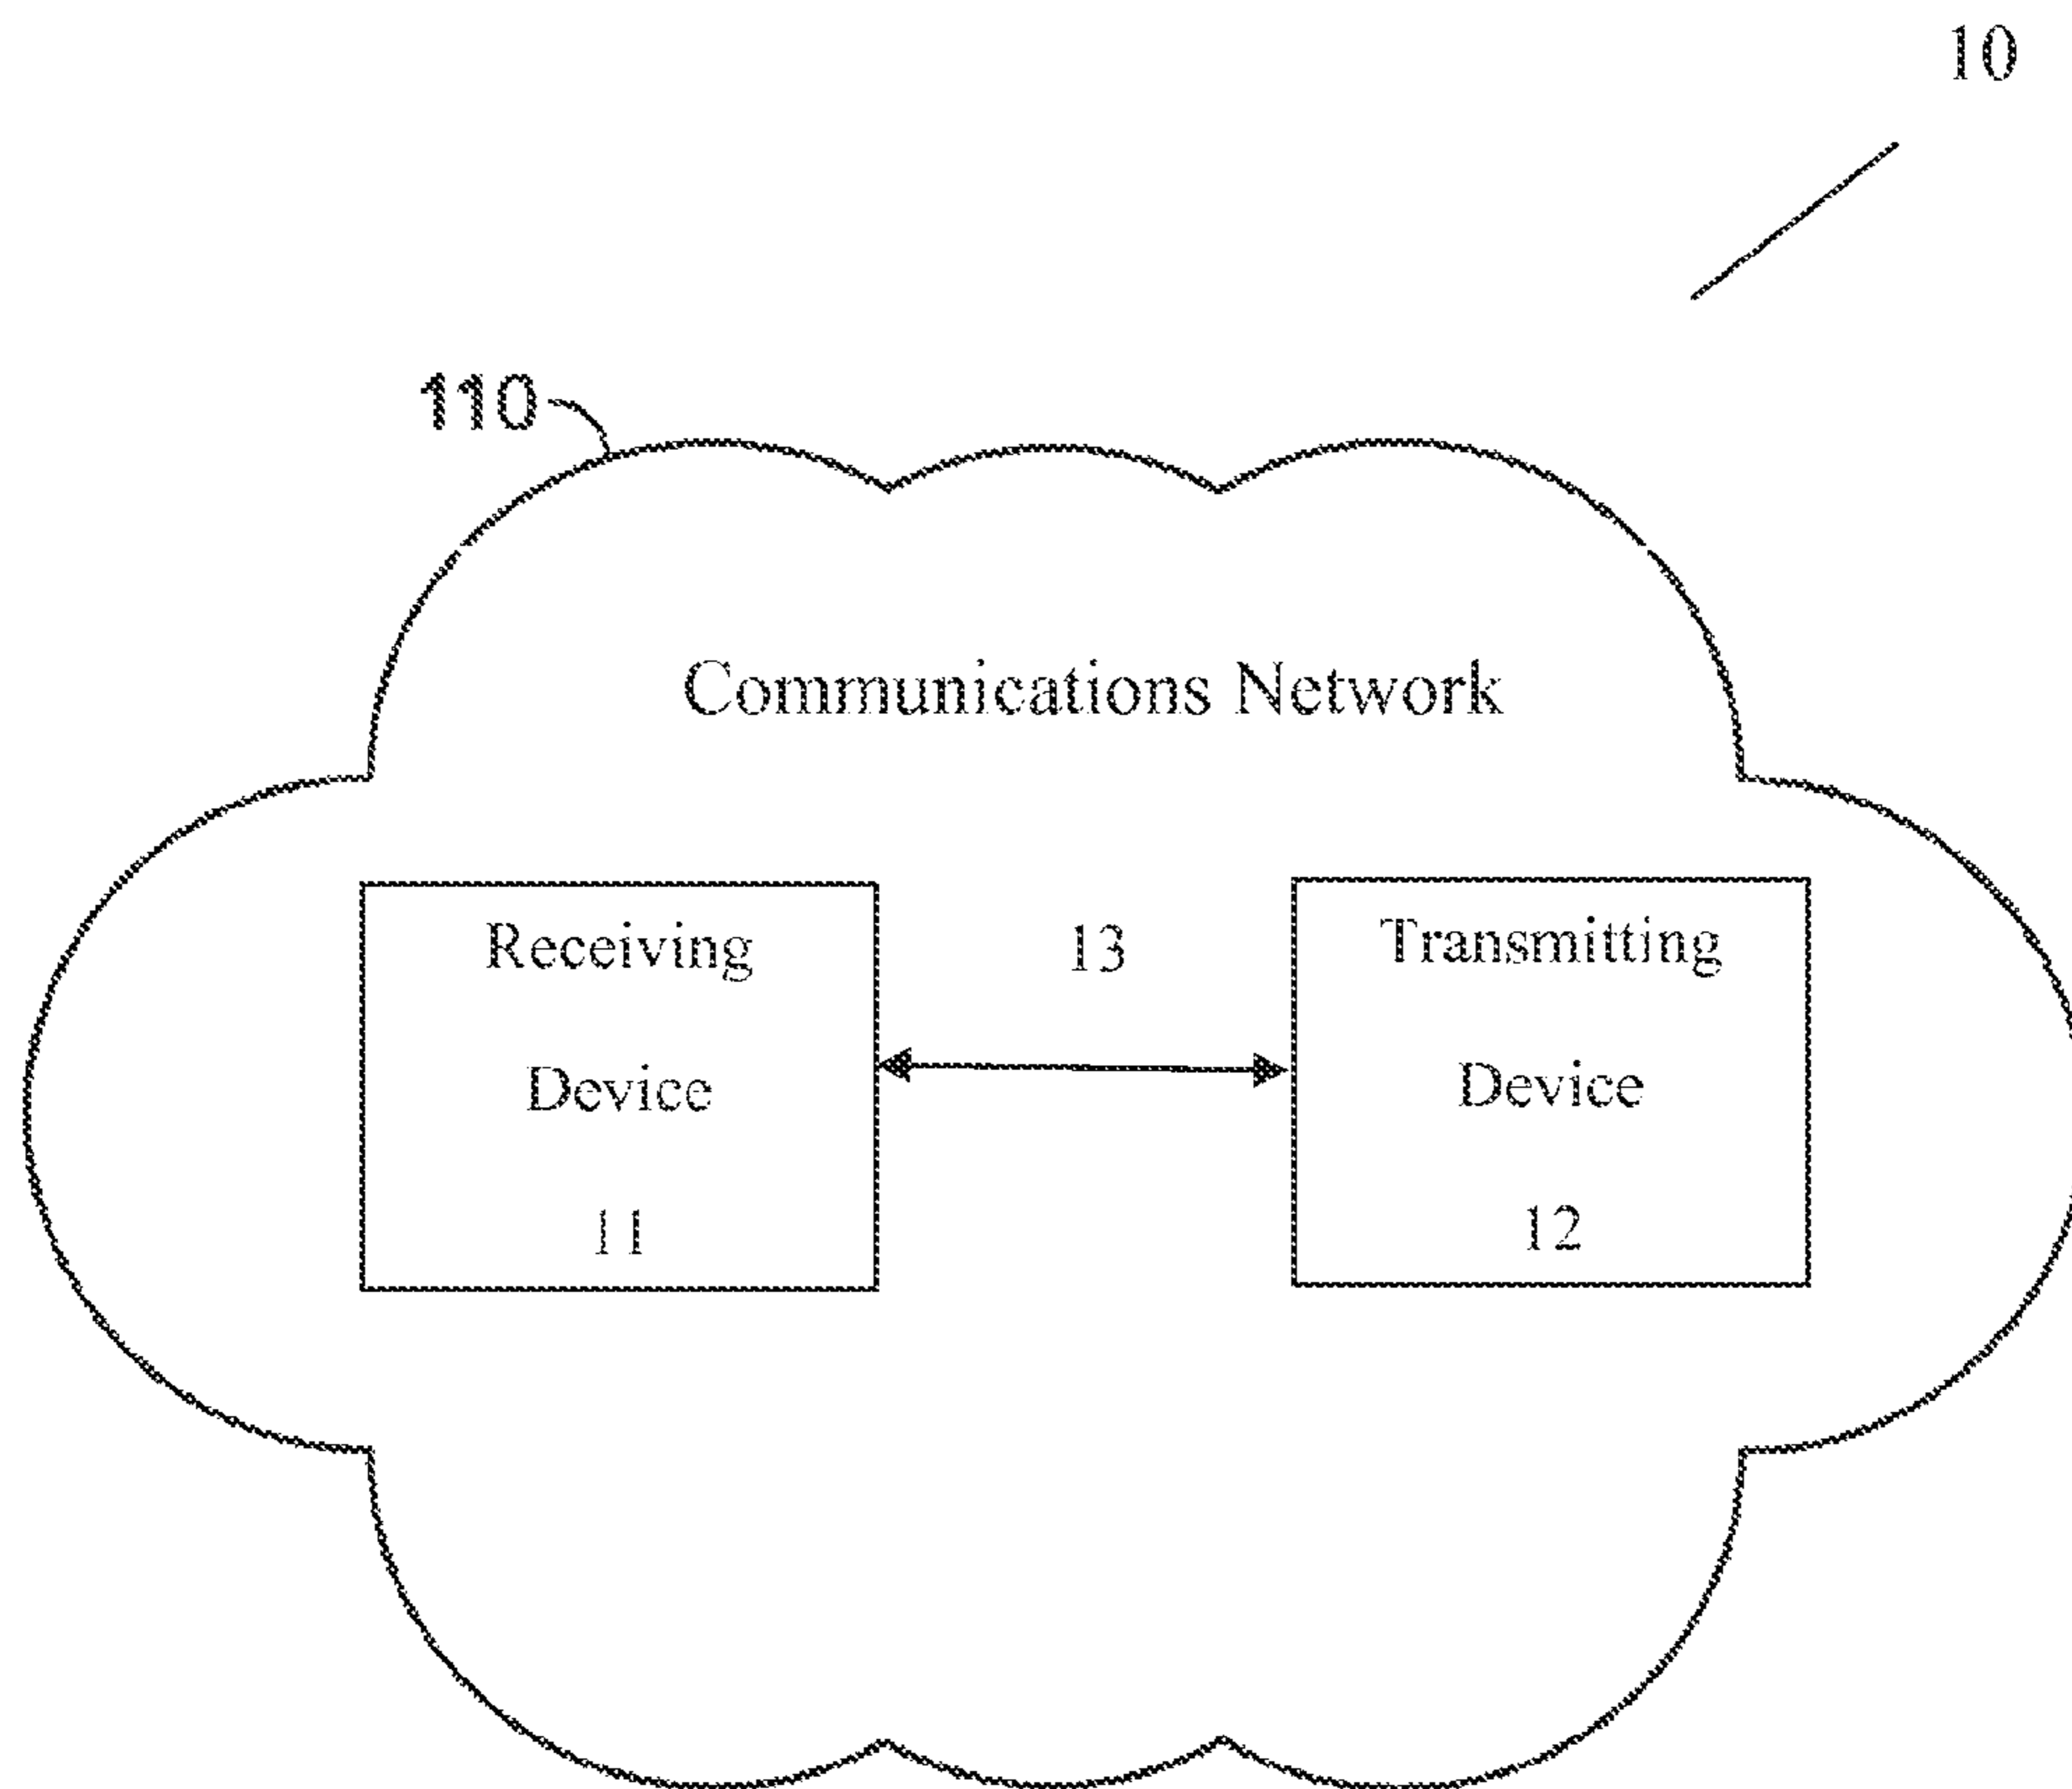 10
110
Communications Network
Receiving
Device
11
13
Transmitting
Device
12